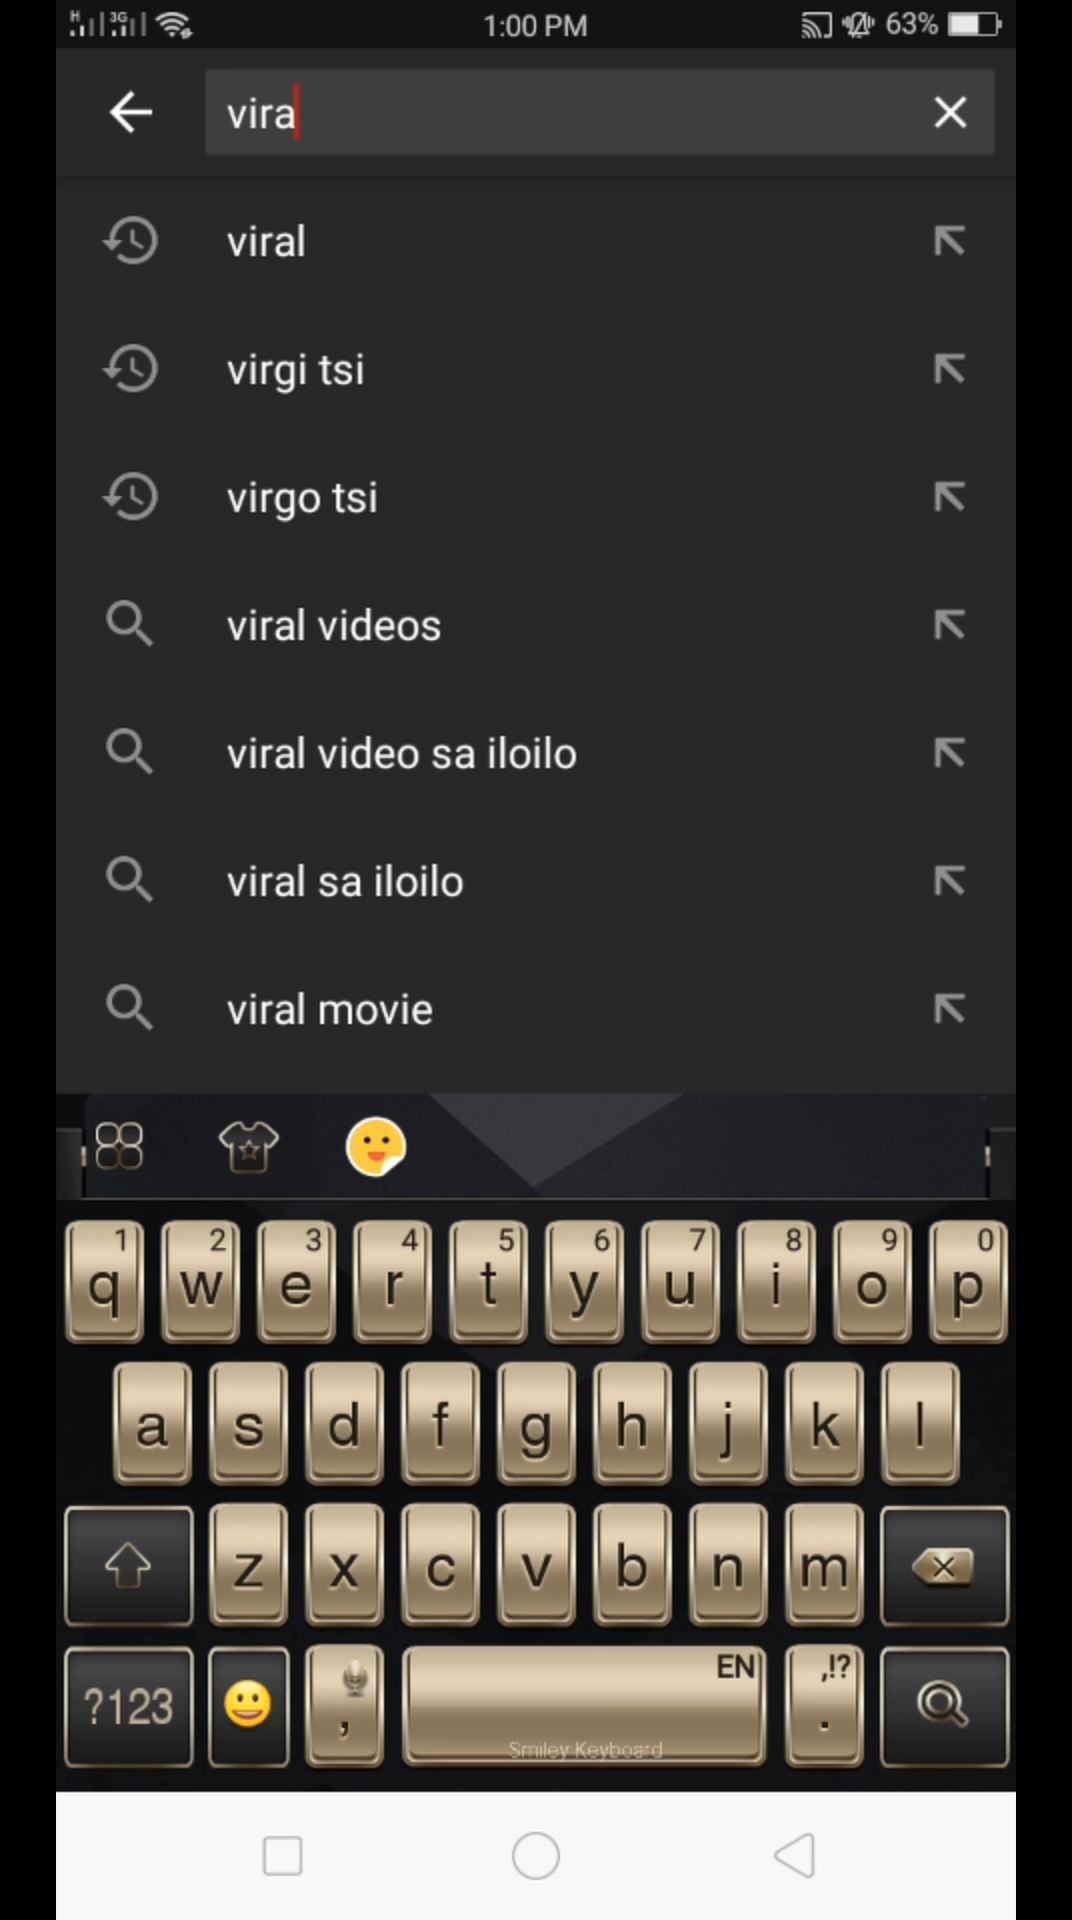 H 3G 1:00 PM 63%
vira
viral
virgi tsi
virgo tsi
viral videos
viral video sa iloilo
viral sa iloilo
viral movie
1 2 3 4 5 6 7 8 9 0
q w e r t y u i o p
a s d f g h j k l
z x c v b n m
?123 , EN ,!? .
Smiley Keyboard